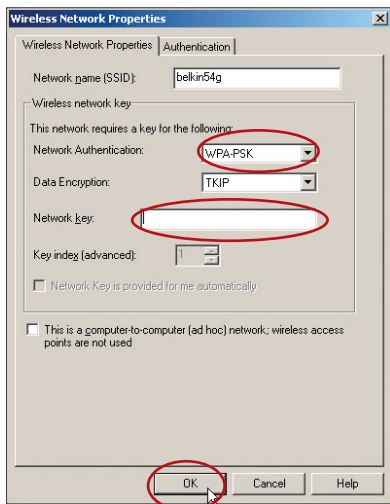 Wireless Network Properties
Wireless Network Properties Authentication
Network name (SSID): belkin54g
Wireless network key
This network requires a key for the following:
Network Authentication: WPA-PSK
Data Encryption: TKIP
Network key:
Key index (advanced): 1
Network Key is provided for me automatically
This is a computer-to-computer (ad hoc) network; wireless access
points are not used
OK Cancel Help